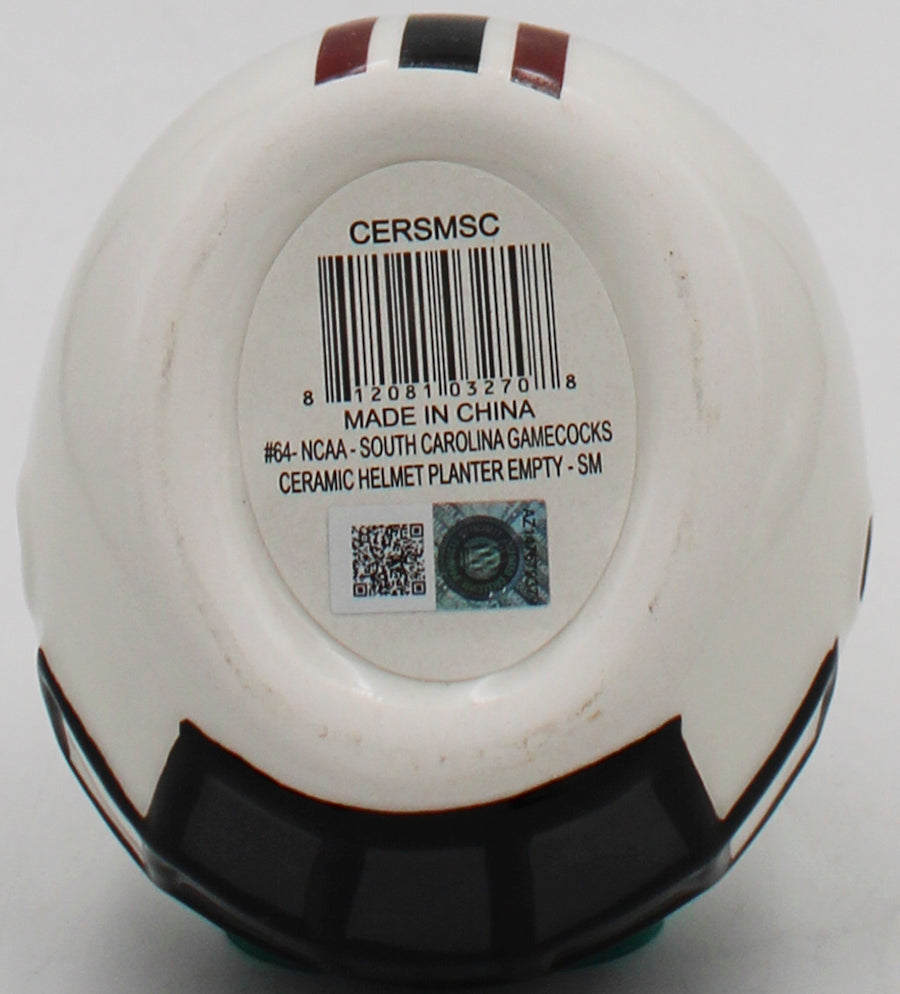 CERSMSC
8 12081 03270 8
MADE IN CHINA
#64- NCAA - SOUTH CAROLINA GAMECOCKS
CERAMIC HELMET PLANTER EMPTY - SM